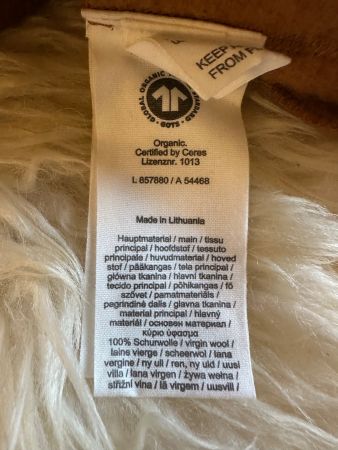 KEEP
FROM F
GLOBAL ORGANIC TEXTILE STANDARD · GOTS ·
Organic.
Certified by Ceres
Lizenznr. 1013
L 857880 / A 54468
Made in Lithuania
Hauptmaterial / main / tissu
principal / hoofdstof / tessuto
principale / huvudmaterial / hoved
stof / pääkangas / tela principal /
główna tkanina / hlavní tkanina /
tecido principal / põhikangas / fő
szövet / pamatmateriāls /
pegrindinė dalis / glavna tkanina /
material principal / hlavný
materiál / основен материал /
κύριο ύφασμα
100% Schurwolle / virgin wool /
laine vierge / scheerwol / lana
vergine / ny ull / ren, ny uld / uusi
villa / lana virgen / żywa wełna /
střižní vlna / lã virgem / uusvill /